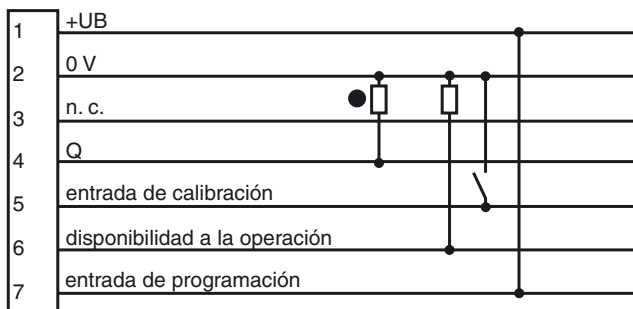 1 +UB
2 0 V
3 n. c.
4 Q
5 entrada de calibración
6 disponibilidad a la operación
7 entrada de programación